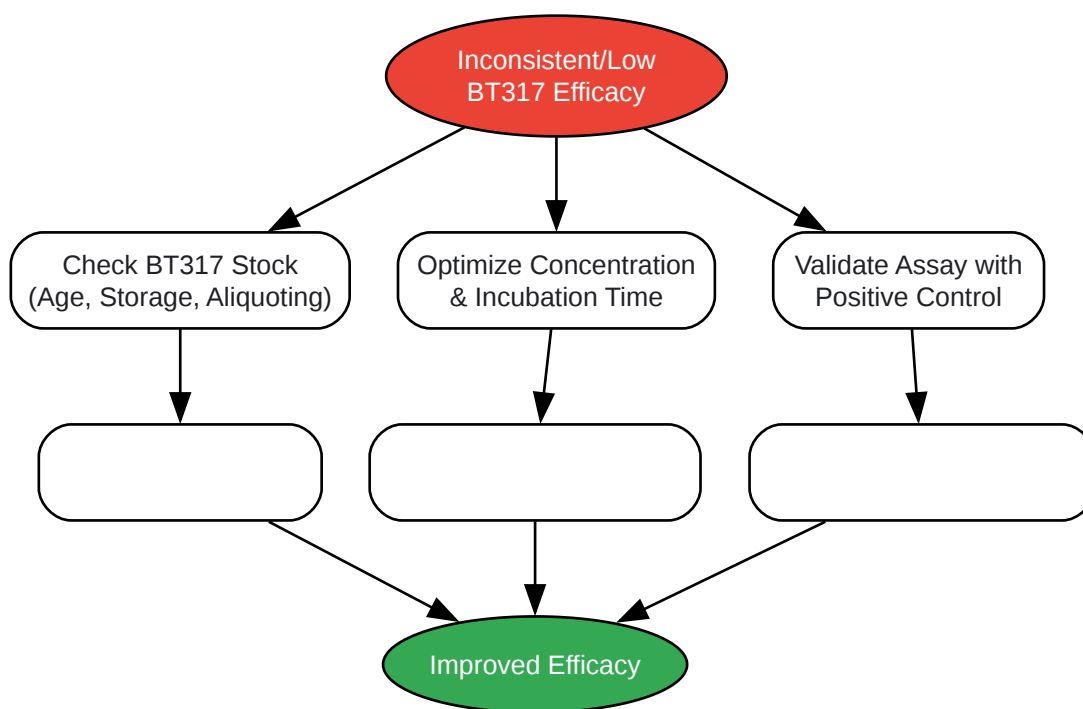 Inconsistent/Low
BT317 Efficacy
Check BT317 Stock
(Age, Storage, Aliquoting)
Optimize Concentration
& Incubation Time
Validate Assay with
Positive Control
Improved Efficacy